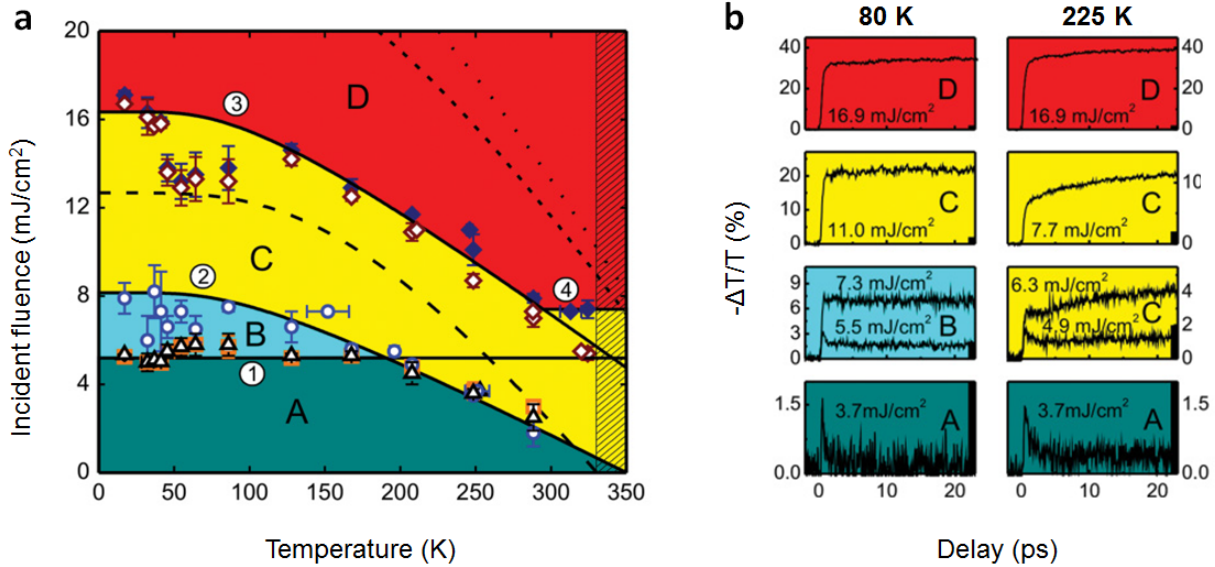 a
20
16
12
8
4
0
Incident fluence (mJ/cm²)
0 50 100 150 200 250 300 350
Temperature (K)
3
D
2
C
4
B
1
A
b
80 K 225 K
-ΔT/T (%)
40
20
0
D
16.9 mJ/cm²
D
16.9 mJ/cm²
40
20
0
20
10
0
C
11.0 mJ/cm²
C
7.7 mJ/cm²
10
0
9
6
3
0
7.3 mJ/cm²
B
5.5 mJ/cm²
6.3 mJ/cm²
C
4.9 mJ/cm²
4
2
0
1.5
0.0
3.7mJ/cm²
A
3.7mJ/cm²
A
1.5
0.0
0 10 20
0 10 20
Delay (ps)